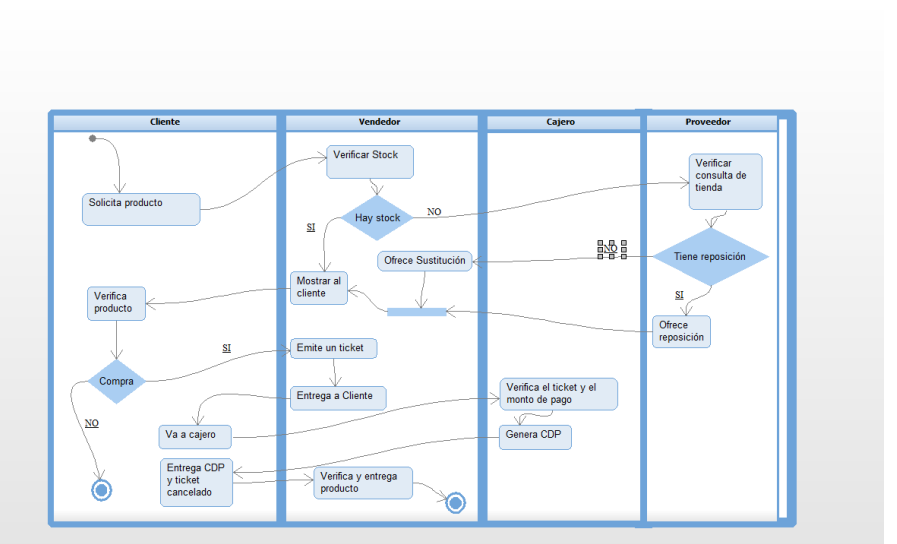 Cliente
Vendedor
Cajero
Proveedor
Verificar Stock
Verificar
consulta de
tienda
Solicita producto
Hay stock
NO
SI
NO
Tiene reposición
Ofrece Sustitución
Mostrar al
cliente
Verifica
producto
SI
Ofrece
reposición
Emite un ticket
SI
Compra
Entrega a Cliente
Verifica el ticket y el
monto de pago
NO
Va a cajero
Genera CDP
Entrega CDP
y ticket
cancelado
Verifica y entrega
producto